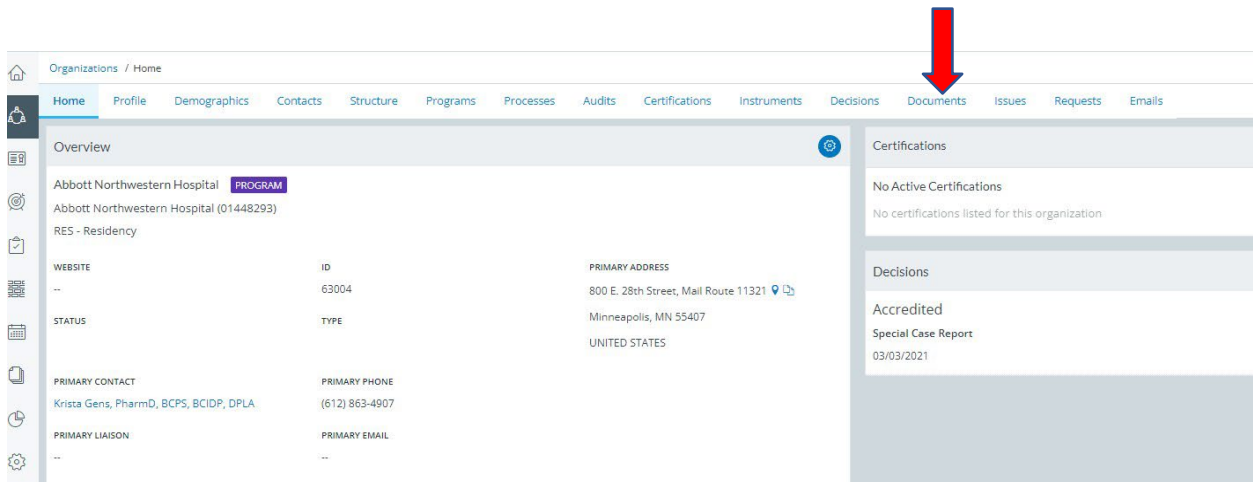 Organizations / Home
Home Profile Demographics Contacts Structure Programs Processes Audits Certifications Instruments Decisions Documents Issues Requests Emails
Overview
Abbott Northwestern Hospital PROGRAM
Abbott Northwestern Hospital (01448293)
RES - Residency
WEBSITE
--
ID
63004
PRIMARY ADDRESS
800 E. 28th Street, Mail Route 11321
Minneapolis, MN 55407
UNITED STATES
STATUS
TYPE
PRIMARY CONTACT
Krista Gens, PharmD, BCPS, BCIDP, DPLA
PRIMARY PHONE
(612) 863-4907
PRIMARY LIAISON
--
PRIMARY EMAIL
--
Certifications
No Active Certifications
No certifications listed for this organization
Decisions
Accredited
Special Case Report
03/03/2021